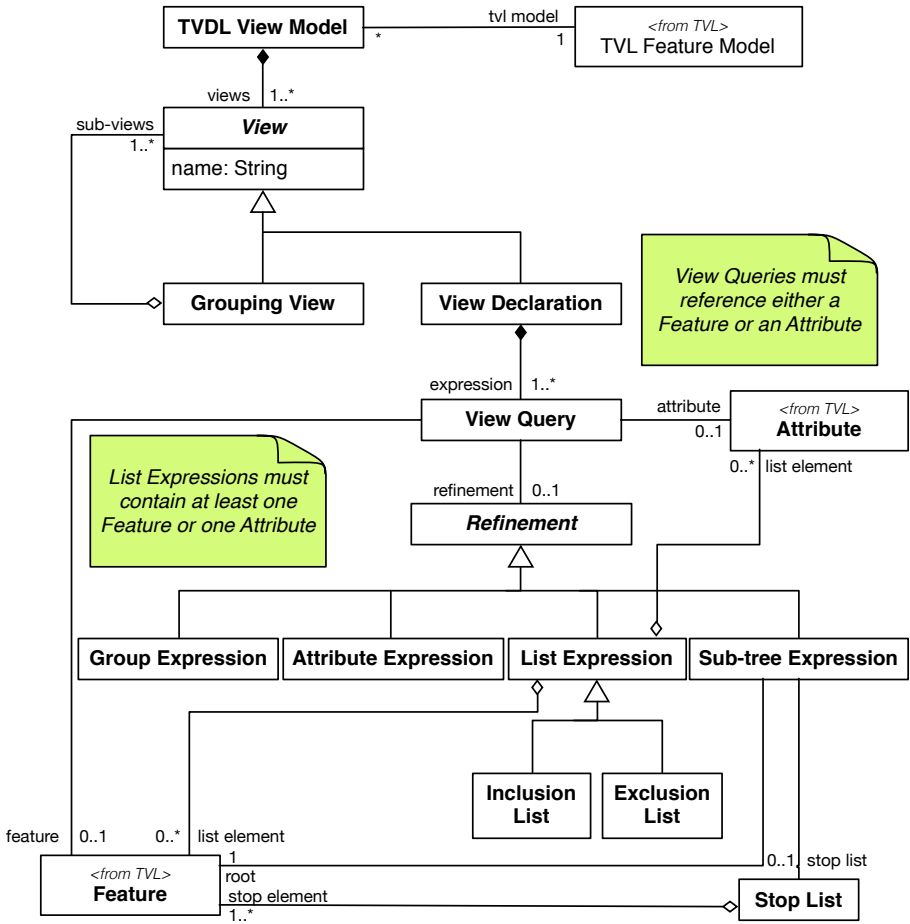 TVDL View Model
tvl model
*
1
<from TVL>
TVL Feature Model
views
1..*
sub-views
1..*
View
name: String
Grouping View
View Declaration
View Queries must
reference either a
Feature or an Attribute
expression
1..*
View Query
attribute
0..1
<from TVL>
Attribute
List Expressions must
contain at least one
Feature or one Attribute
0..*
list element
refinement
0..1
Refinement
Group Expression
Attribute Expression
List Expression
Sub-tree Expression
Inclusion
List
Exclusion
List
feature
0..1
0..*
list element
1
root
0..1
stop list
<from TVL>
Feature
stop element
1..*
Stop List